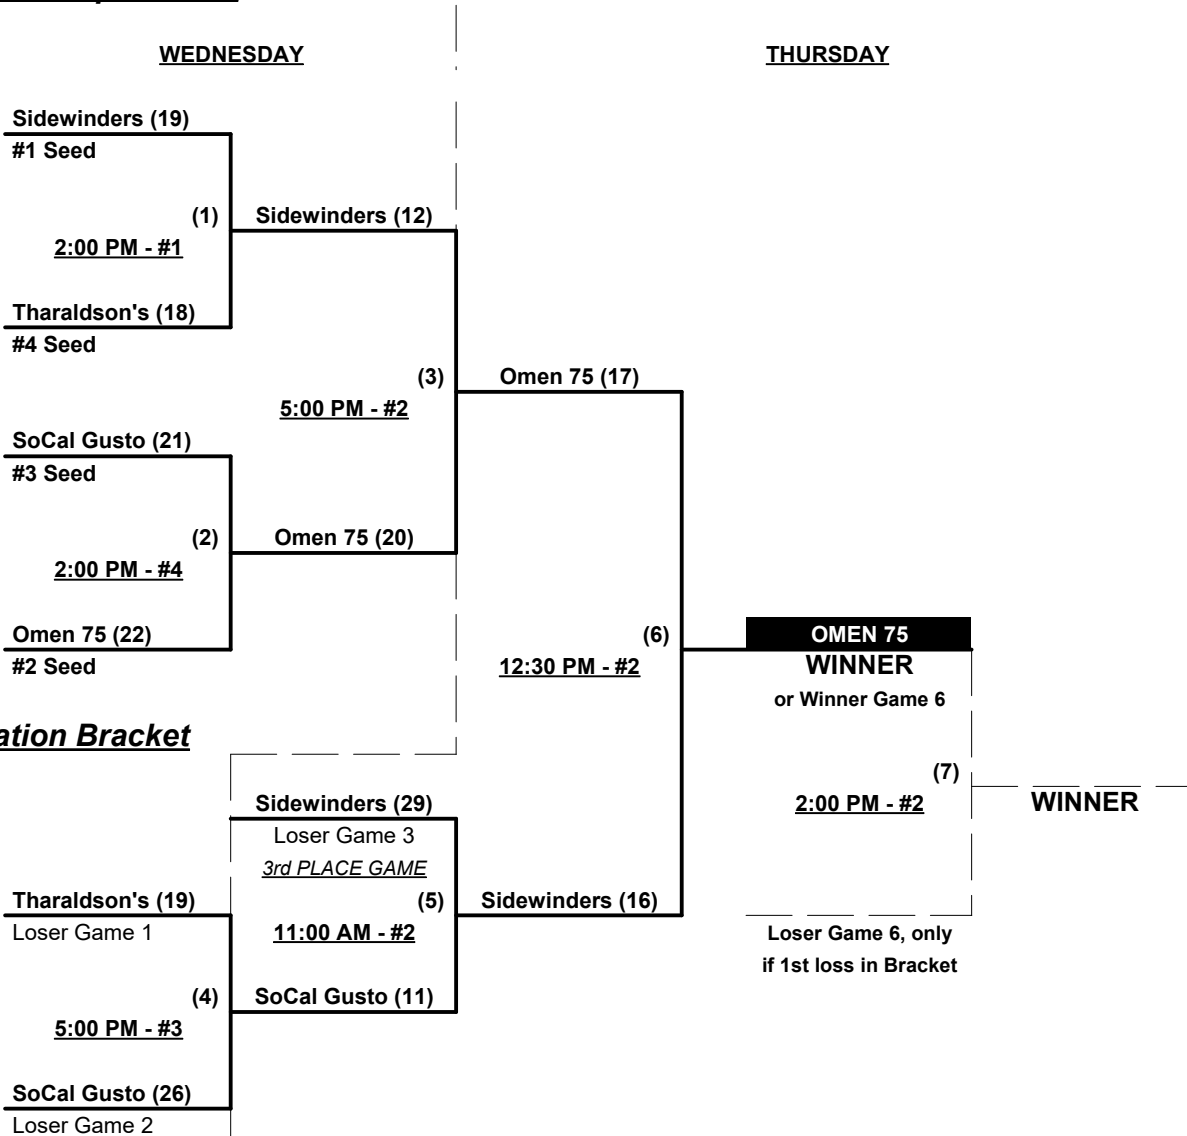 WEDNESDAY
THURSDAY
Sidewinders (19)
#1 Seed
(1)
Sidewinders (12)
2:00 PM - #1
Tharaldson's (18)
#4 Seed
(3)
Omen 75 (17)
5:00 PM - #2
SoCal Gusto (21)
#3 Seed
(2)
Omen 75 (20)
2:00 PM - #4
Omen 75 (22)
#2 Seed
(6)
12:30 PM - #2
OMEN 75
WINNER
or Winner Game 6
ation Bracket
(7)
2:00 PM - #2
WINNER
Sidewinders (29)
Loser Game 3
3rd PLACE GAME
Tharaldson's (19)
Loser Game 1
(5)
Sidewinders (16)
11:00 AM - #2
Loser Game 6, only
if 1st loss in Bracket
(4)
SoCal Gusto (11)
5:00 PM - #3
SoCal Gusto (26)
Loser Game 2